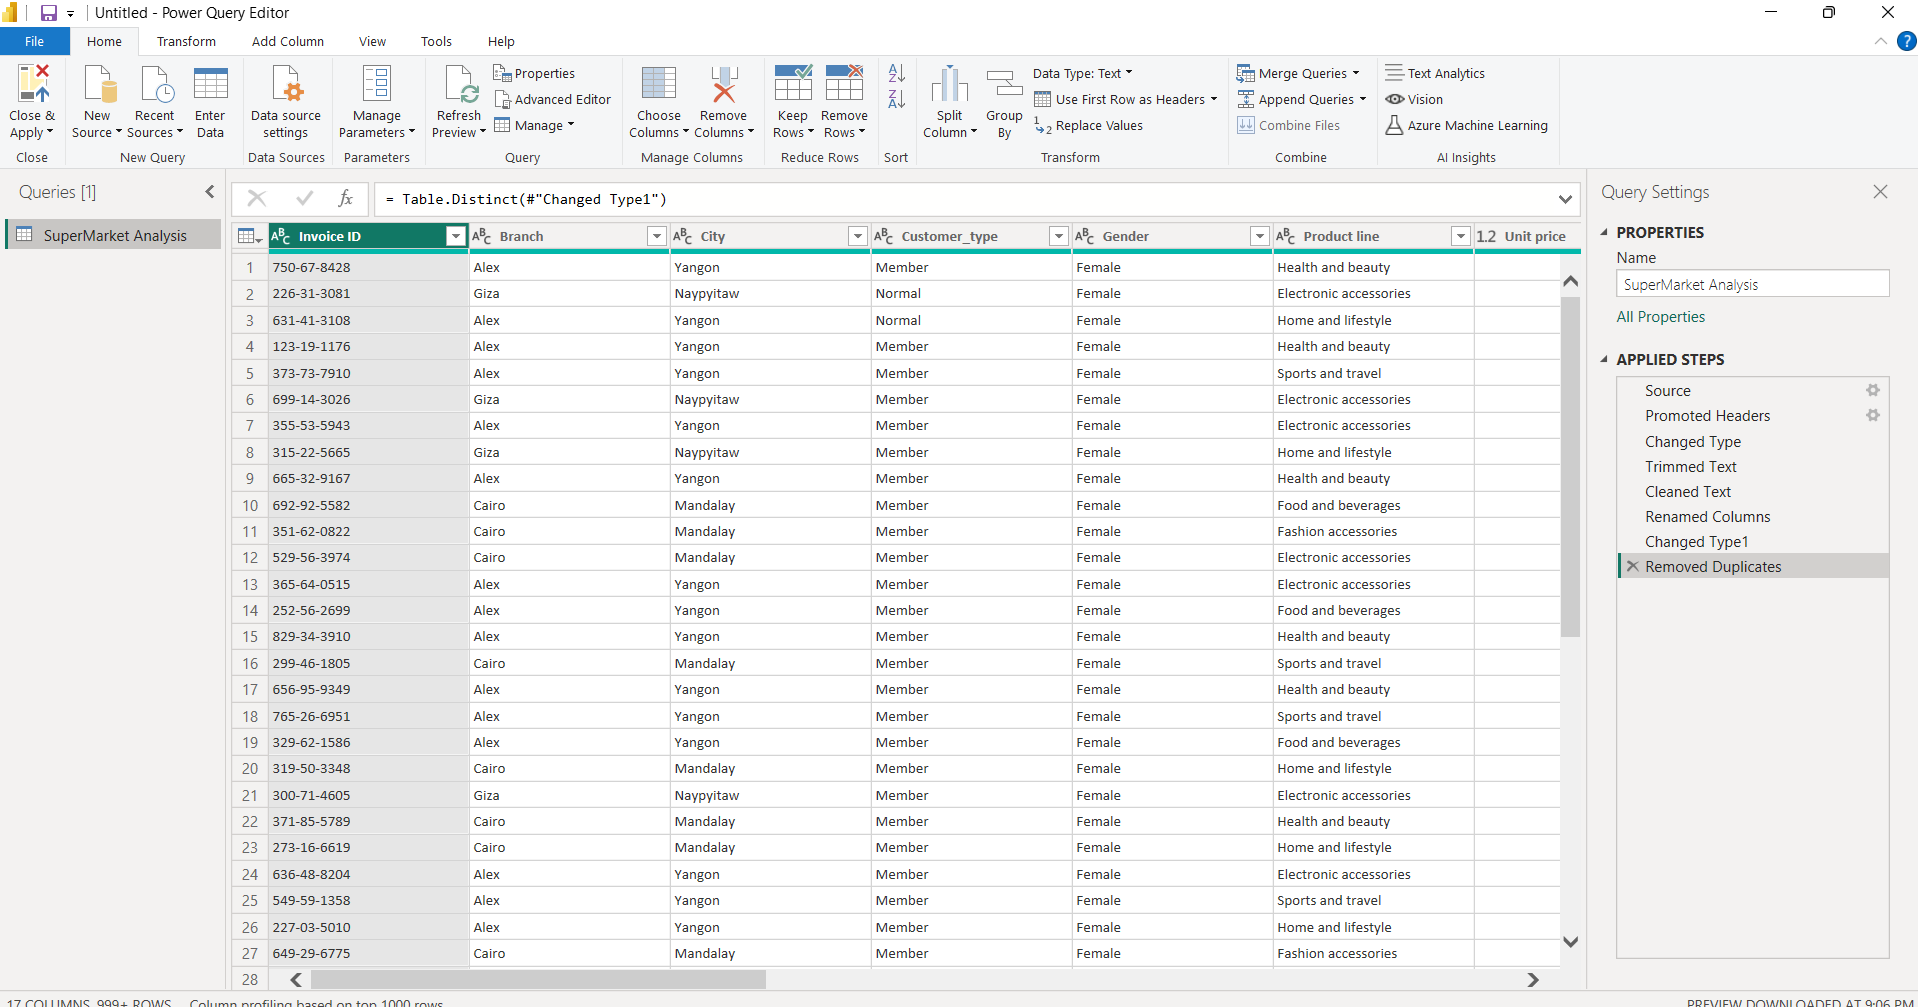 Untitled - Power Query Editor
File Home Transform Add Column View Tools Help
Close & Apply
New Source
Recent Sources
Enter Data
Data source settings
Manage Parameters
Refresh Preview
Properties
Advanced Editor
Manage
Choose Columns
Remove Columns
Keep Rows
Remove Rows
Split Column
Group By
Data Type: Text
Use First Row as Headers
Replace Values
Merge Queries
Append Queries
Combine Files
Text Analytics
Vision
Azure Machine Learning
Close New Query Data Sources Parameters Query Manage Columns Reduce Rows Sort Transform Combine AI Insights
Queries [1]
SuperMarket Analysis
fx = Table.Distinct(#"Changed Type1")
ABC Invoice ID ABC Branch ABC City ABC Customer_type ABC Gender ABC Product line 1.2 Unit price
1 750-67-8428 Alex Yangon Member Female Health and beauty
2 226-31-3081 Giza Naypyitaw Normal Female Electronic accessories
3 631-41-3108 Alex Yangon Normal Female Home and lifestyle
4 123-19-1176 Alex Yangon Member Female Health and beauty
5 373-73-7910 Alex Yangon Member Female Sports and travel
6 699-14-3026 Giza Naypyitaw Member Female Electronic accessories
7 355-53-5943 Alex Yangon Member Female Electronic accessories
8 315-22-5665 Giza Naypyitaw Member Female Home and lifestyle
9 665-32-9167 Alex Yangon Member Female Health and beauty
10 692-92-5582 Cairo Mandalay Member Female Food and beverages
11 351-62-0822 Cairo Mandalay Member Female Fashion accessories
12 529-56-3974 Cairo Mandalay Member Female Electronic accessories
13 365-64-0515 Alex Yangon Member Female Electronic accessories
14 252-56-2699 Alex Yangon Member Female Food and beverages
15 829-34-3910 Alex Yangon Member Female Health and beauty
16 299-46-1805 Cairo Mandalay Member Female Sports and travel
17 656-95-9349 Alex Yangon Member Female Health and beauty
18 765-26-6951 Alex Yangon Member Female Sports and travel
19 329-62-1586 Alex Yangon Member Female Food and beverages
20 319-50-3348 Cairo Mandalay Member Female Home and lifestyle
21 300-71-4605 Giza Naypyitaw Member Female Electronic accessories
22 371-85-5789 Cairo Mandalay Member Female Health and beauty
23 273-16-6619 Cairo Mandalay Member Female Home and lifestyle
24 636-48-8204 Alex Yangon Member Female Electronic accessories
25 549-59-1358 Alex Yangon Member Female Sports and travel
26 227-03-5010 Alex Yangon Member Female Home and lifestyle
27 649-29-6775 Cairo Mandalay Member Female Fashion accessories
28
Query Settings
PROPERTIES
Name
SuperMarket Analysis
All Properties
APPLIED STEPS
Source
Promoted Headers
Changed Type
Trimmed Text
Cleaned Text
Renamed Columns
Changed Type1
Removed Duplicates
17 COLUMNS, 999+ ROWS Column profiling based on top 1000 rows
PREVIEW DOWNLOADED AT 9:06 PM